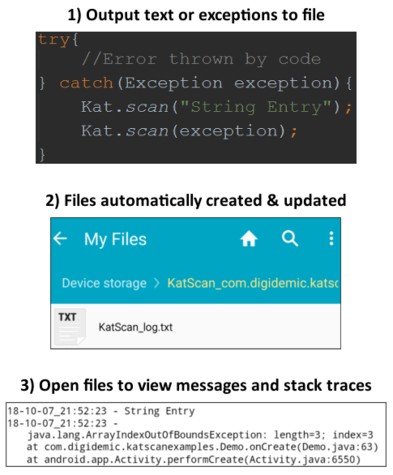 1) Output text or exceptions to file
try{
//Error thrown by code
} catch(Exception exception){
Kat.scan("String Entry");
Kat.scan(exception);
}
2) Files automatically created & updated
My Files
Device storage > KatScan_com.digidemic.katsc
TXT
KatScan_log.txt
3) Open files to view messages and stack traces
18-10-07_21:52:23 - String Entry
18-10-07_21:52:23 -
java.lang.ArrayIndexOutOfBoundsException: length=3; index=3
at com.digidemic.katscanexamples.Demo.onCreate(Demo.java:63)
at android.app.Activity.performCreate(Activity.java:6550)